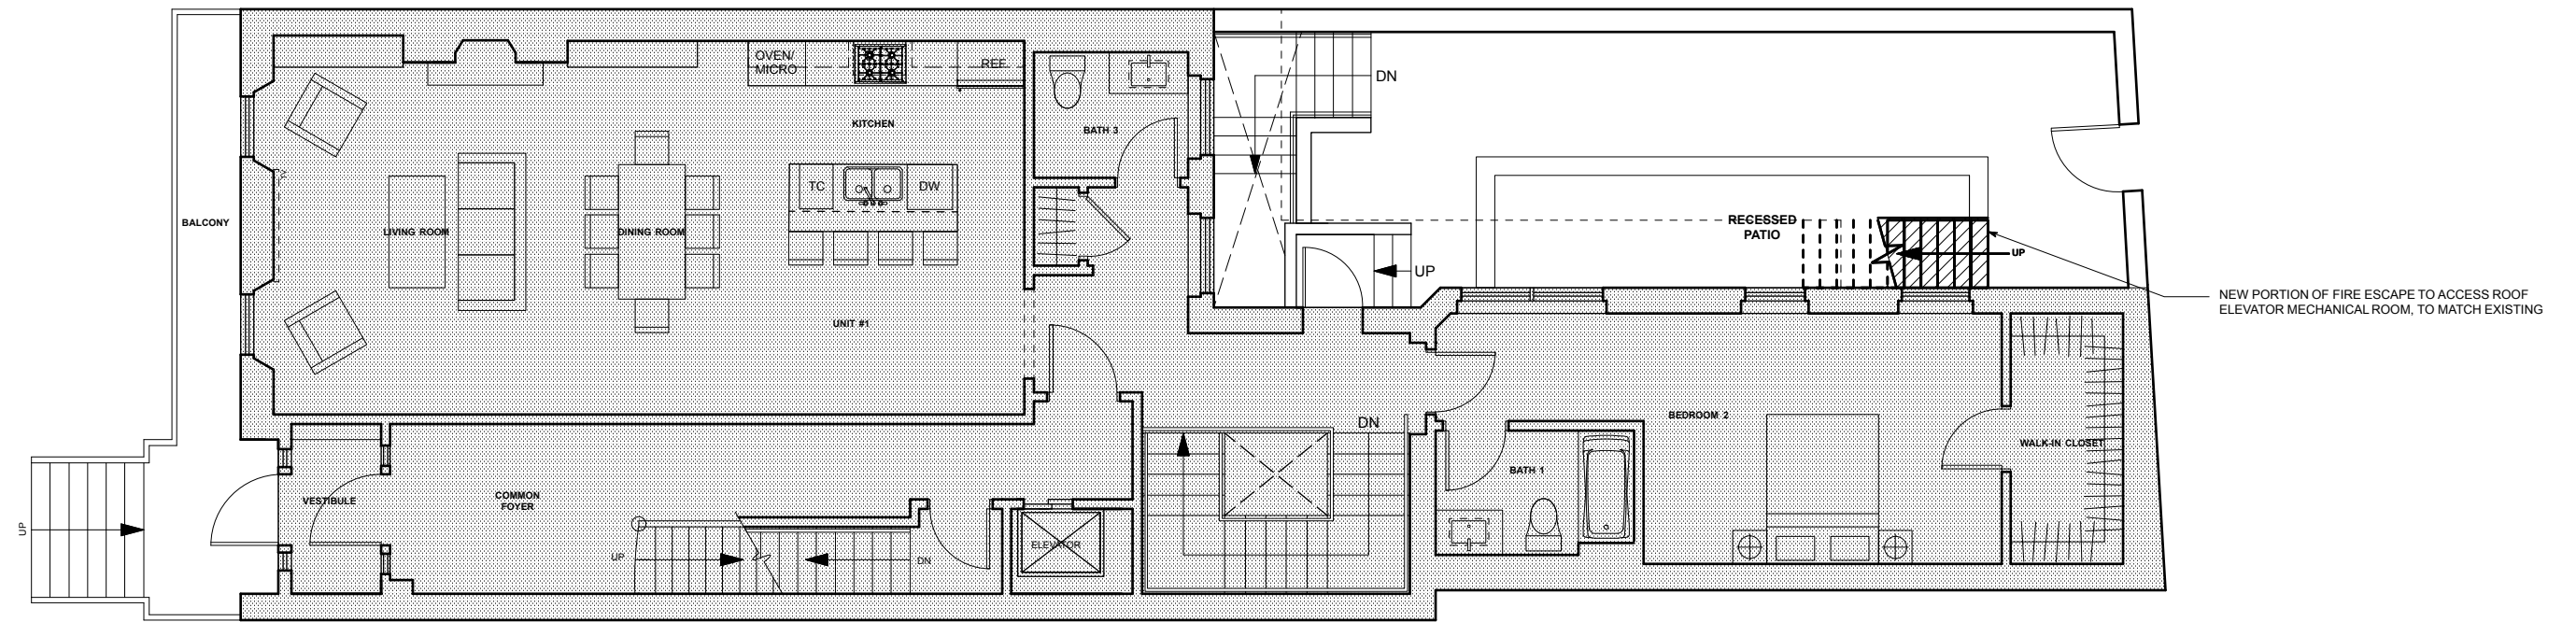 OVEN/
MICRO
REF.
KITCHEN
BATH 3
DN
TC
DW
TV
BALCONY
LIVING ROOM
DINING ROOM
RECESSED
PATIO
UP
UP
NEW PORTION OF FIRE ESCAPE TO ACCESS ROOF
ELEVATOR MECHANICAL ROOM, TO MATCH EXISTING
UNIT #1
BEDROOM 2
DN
WALK-IN CLOSET
BATH 1
VESTIBULE
COMMON
FOYER
UP
ELEVATOR
UP
DN